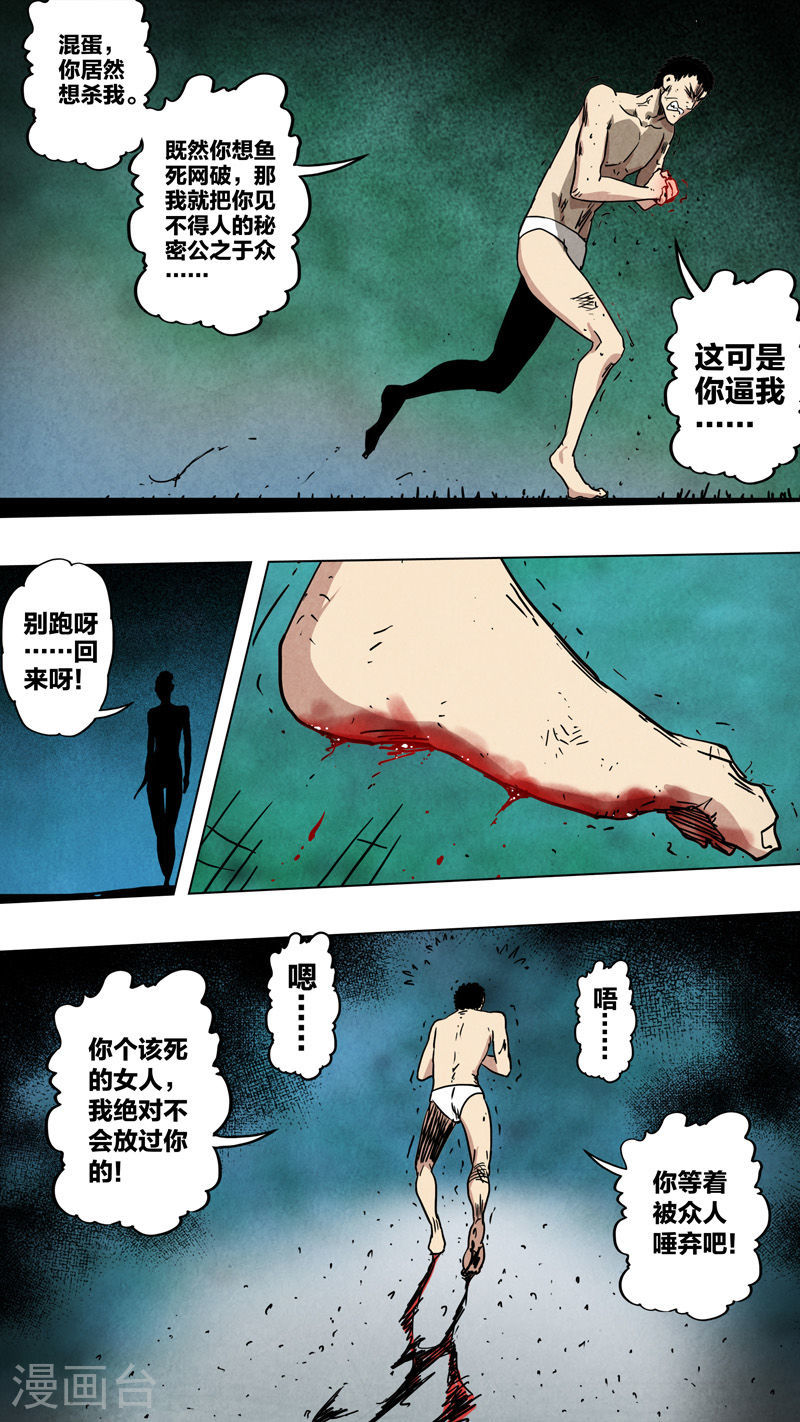 混蛋，
你居然
想杀我。
既然你想鱼
死网破，那
我就把你见
不得人的秘
密公之于众
……
这可是
你逼我
……
别跑呀
……回
来呀！
嗯
……
唔
……
你个该死
的女人，
我绝对不
会放过你
的！
你等着
被众人
唾弃吧！
漫画台